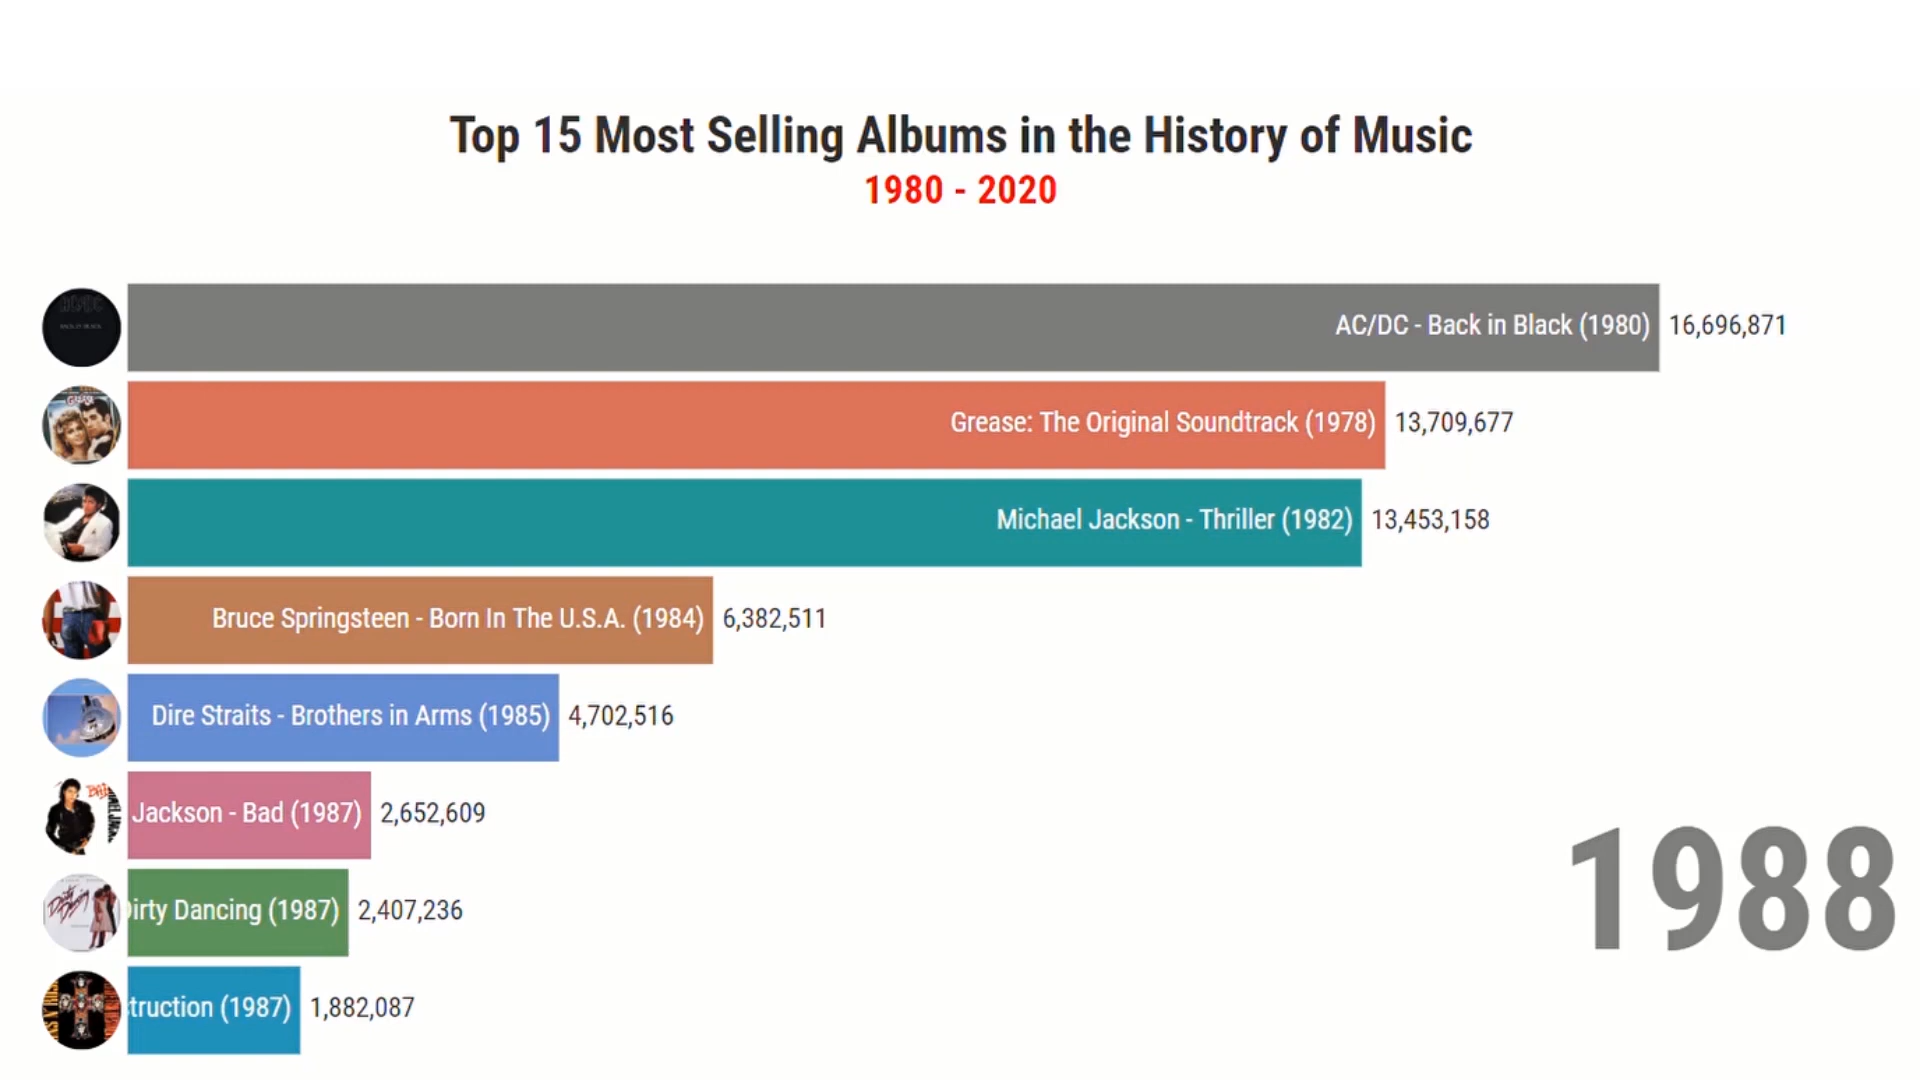 Top 15 Most Selling Albums in the History of Music
1980 - 2020
AC/DC - Back in Black (1980) 16,696,871
Grease: The Original Soundtrack (1978) 13,709,677
Michael Jackson - Thriller (1982) 13,453,158
Bruce Springsteen - Born In The U.S.A. (1984) 6,382,511
Dire Straits - Brothers in Arms (1985) 4,702,516
Jackson - Bad (1987) 2,652,609
Dirty Dancing (1987) 2,407,236
truction (1987) 1,882,087
1988